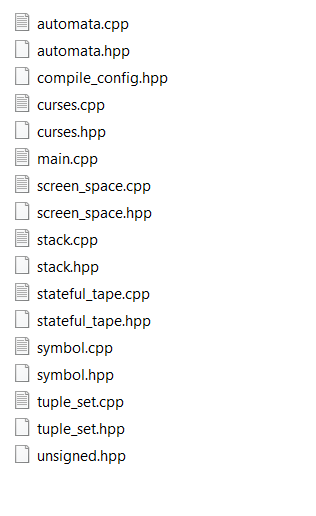 automata.cpp
automata.hpp
compile_config.hpp
curses.cpp
curses.hpp
main.cpp
screen_space.cpp
screen_space.hpp
stack.cpp
stack.hpp
stateful_tape.cpp
stateful_tape.hpp
symbol.cpp
symbol.hpp
tuple_set.cpp
tuple_set.hpp
unsigned.hpp